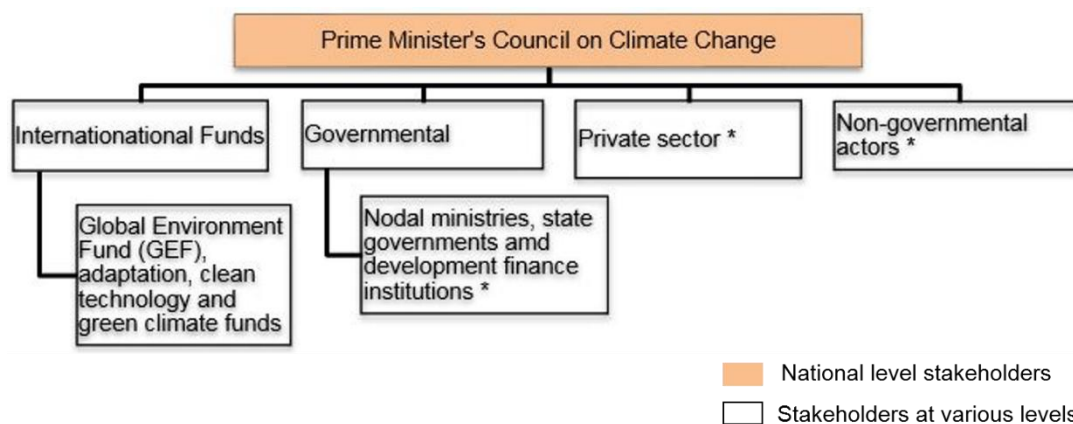 Prime Minister's Council on Climate Change
Internationational Funds
Governmental
Private sector *
Non-governmental
actors *
Global Environment
Fund (GEF),
adaptation, clean
technology and
green climate funds
Nodal ministries, state
governments amd
development finance
institutions *
National level stakeholders
Stakeholders at various levels